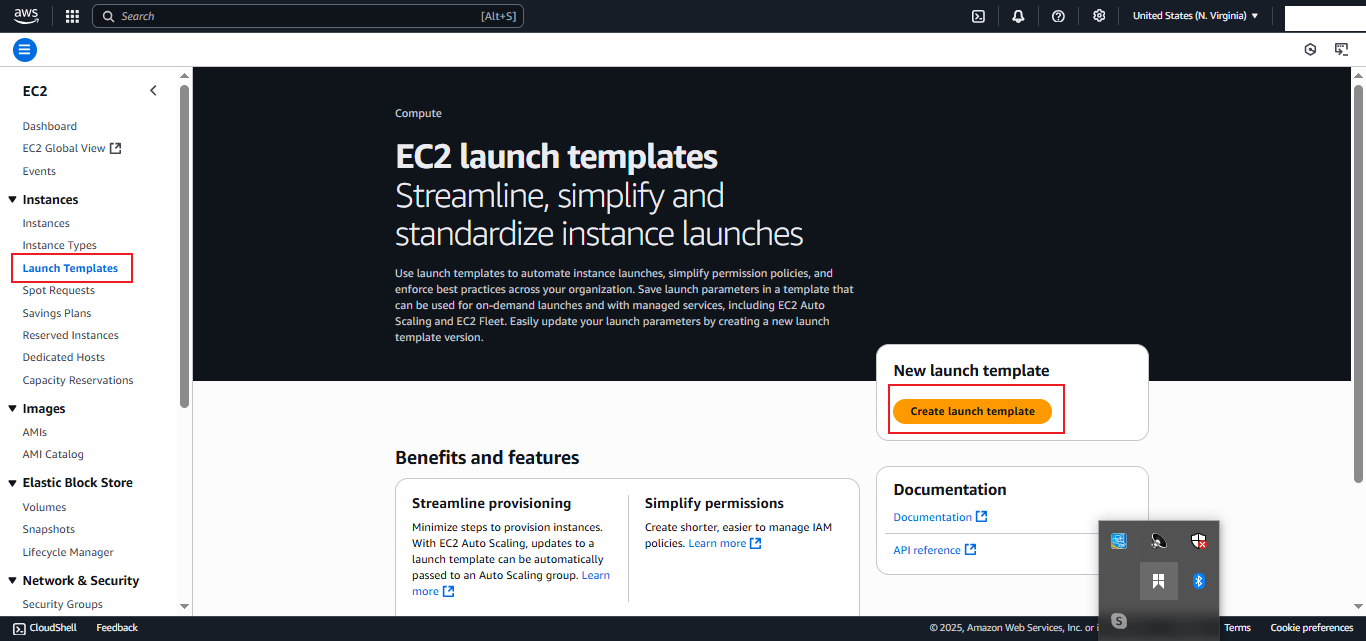 aws
Search
[Alt+S]
United States (N. Virginia)
EC2
Dashboard
EC2 Global View
Events
Instances
Instances
Instance Types
Launch Templates
Spot Requests
Savings Plans
Reserved Instances
Dedicated Hosts
Capacity Reservations
Images
AMIs
AMI Catalog
Elastic Block Store
Volumes
Snapshots
Lifecycle Manager
Network & Security
Security Groups
Compute
EC2 launch templates
Streamline, simplify and
standardize instance launches
Use launch templates to automate instance launches, simplify permission policies, and
enforce best practices across your organization. Save launch parameters in a template that
can be used for on-demand launches and with managed services, including EC2 Auto
Scaling and EC2 Fleet. Easily update your launch parameters by creating a new launch
template version.
New launch template
Create launch template
Benefits and features
Streamline provisioning
Minimize steps to provision instances.
With EC2 Auto Scaling, updates to a
launch template can be automatically
passed to an Auto Scaling group. Learn
more
Simplify permissions
Create shorter, easier to manage IAM
policies. Learn more
Documentation
Documentation
API reference
S
CloudShell
Feedback
© 2025, Amazon Web Services, Inc. or
Terms
Cookie preferences